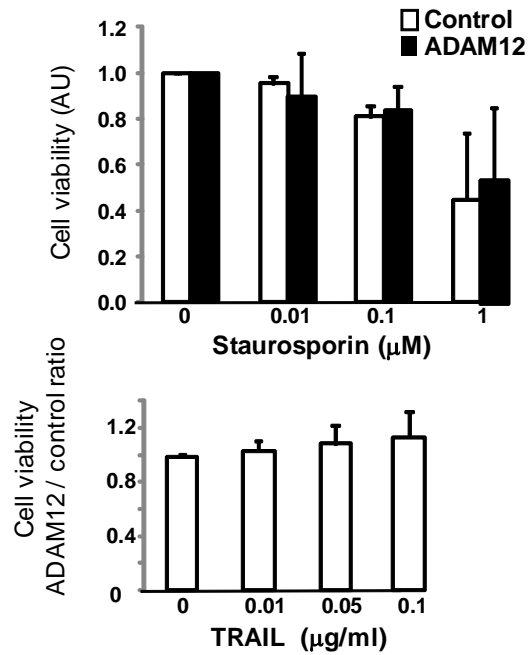 Control
ADAM12
Cell viability (AU)
1.2
1.0
0.8
0.6
0.4
0.2
0.0
0 0.01 0.1 1
Staurosporin (μM)
Cell viability
ADAM12 / control ratio
1.2
0.8
0.4
0
0 0.01 0.05 0.1
TRAIL (μg/ml)